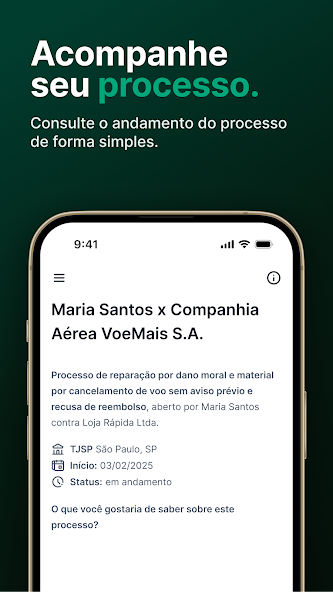 Acompanhe
seu processo.
Consulte o andamento do processo
de forma simples.
9:41
Maria Santos x Companhia
Aérea VoeMais S.A.
Processo de reparação por dano moral e material
por cancelamento de voo sem aviso prévio e
recusa de reembolso, aberto por Maria Santos
contra Loja Rápida Ltda.
TJSP São Paulo, SP
Início: 03/02/2025
Status: em andamento
O que você gostaria de saber sobre este
processo?